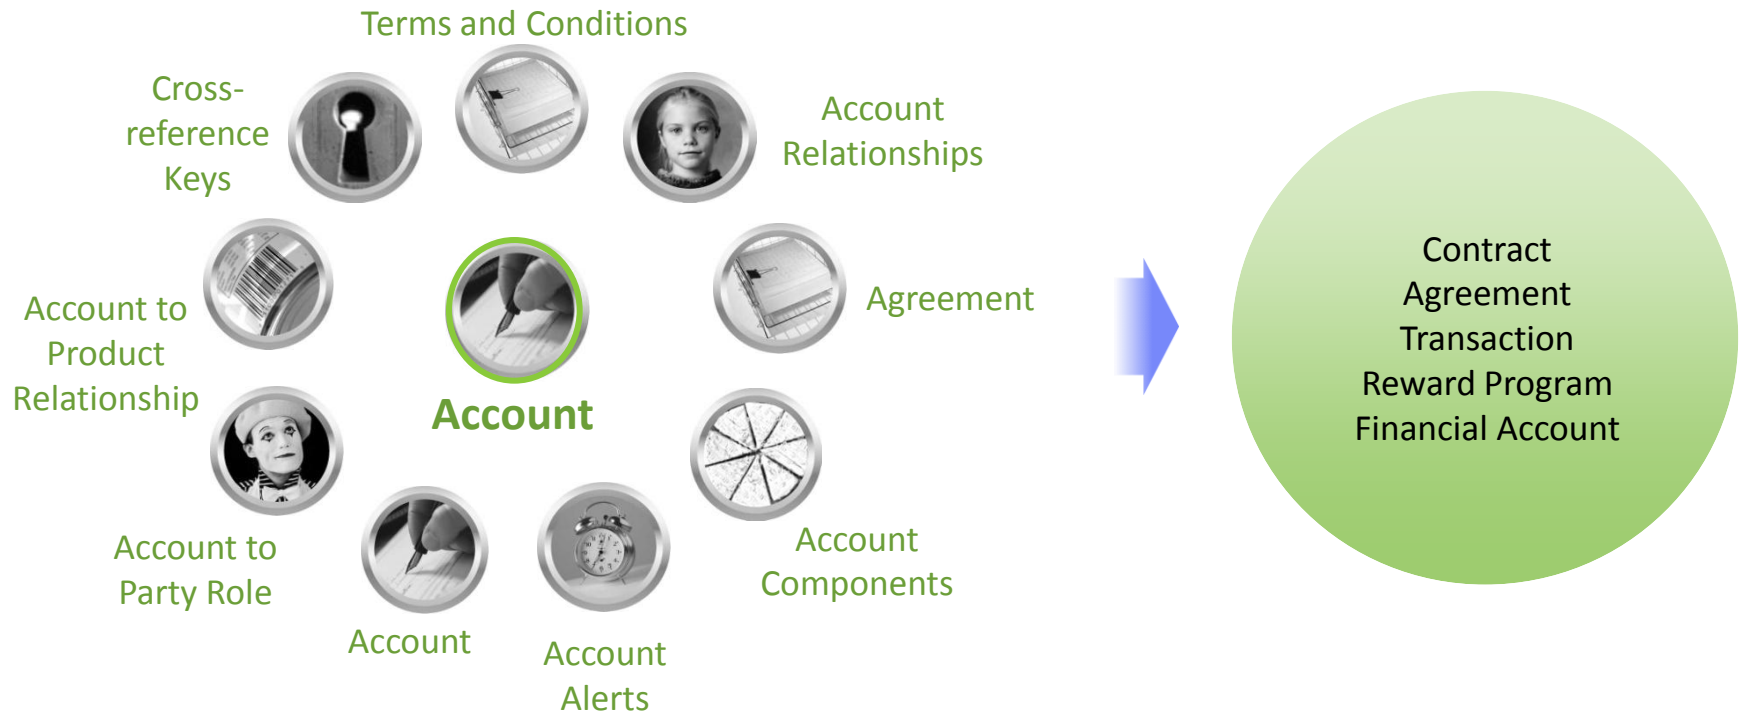 Terms and Conditions
Cross-
reference
Keys
Account
Relationships
Agreement
Account to
Product
Relationship
Account
Account
Components
Account to
Party Role
Account
Account
Alerts
Contract
Agreement
Transaction
Reward Program
Financial Account